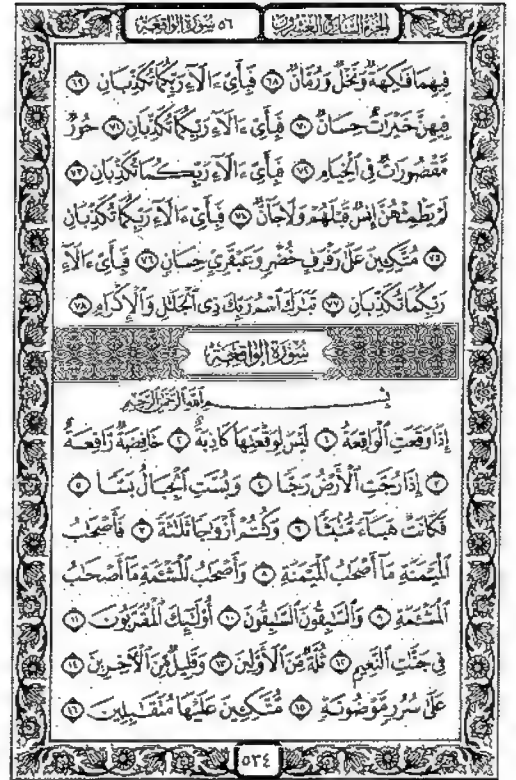 الجزء السابع والعشرون
٥٦ سورة الواقعة
فِيهِمَا فَٰكِهَةٌ وَنَخْلٌ وَرُمَّانٌ ٦٨ فَبِأَىِّ ءَالَآءِ رَبِّكُمَا تُكَذِّبَانِ ٦٩
فِيهِنَّ خَيْرَٰتٌ حِسَانٌ ٧٠ فَبِأَىِّ ءَالَآءِ رَبِّكُمَا تُكَذِّبَانِ ٧١ حُورٌ
مَّقْصُورَٰتٌ فِى ٱلْخِيَامِ ٧٢ فَبِأَىِّ ءَالَآءِ رَبِّكُمَا تُكَذِّبَانِ ٧٣
لَمْ يَطْمِثْهُنَّ إِنسٌ قَبْلَهُمْ وَلَا جَآنٌّ ٧٤ فَبِأَىِّ ءَالَآءِ رَبِّكُمَا تُكَذِّبَانِ
٧٥ مُتَّكِـِٔينَ عَلَىٰ رَفْرَفٍ خُضْرٍ وَعَبْقَرِىٍّ حِسَانٍ ٧٦ فَبِأَىِّ ءَالَآءِ
رَبِّكُمَا تُكَذِّبَانِ ٧٧ تَبَٰرَكَ ٱسْمُ رَبِّكَ ذِى ٱلْجَلَٰلِ وَٱلْإِكْرَامِ ٧٨
سُورَةُ الوَاقِعَةِ
بِسْمِ ٱللَّهِ ٱلرَّحْمَٰنِ ٱلرَّحِيمِ
إِذَا وَقَعَتِ ٱلْوَاقِعَةُ ١ لَيْسَ لِوَقْعَتِهَا كَاذِبَةٌ ٢ خَافِضَةٌ رَّافِعَةٌ
٣ إِذَا رُجَّتِ ٱلْأَرْضُ رَجًّا ٤ وَبُسَّتِ ٱلْجِبَالُ بَسًّا ٥
فَكَانَتْ هَبَآءً مُّنۢبَثًّا ٦ وَكُنتُمْ أَزْوَٰجًا ثَلَٰثَةً ٧ فَأَصْحَٰبُ
ٱلْمَيْمَنَةِ مَآ أَصْحَٰبُ ٱلْمَيْمَنَةِ ٨ وَأَصْحَٰبُ ٱلْمَشْـَٔمَةِ مَآ أَصْحَٰبُ
ٱلْمَشْـَٔمَةِ ٩ وَٱلسَّٰبِقُونَ ٱلسَّٰبِقُونَ ١٠ أُو۟لَٰٓئِكَ ٱلْمُقَرَّبُونَ ١١
فِى جَنَّٰتِ ٱلنَّعِيمِ ١٢ ثُلَّةٌ مِّنَ ٱلْأَوَّلِينَ ١٣ وَقَلِيلٌ مِّنَ ٱلْـَٔاخِرِينَ ١٤
عَلَىٰ سُرُرٍ مَّوْضُونَةٍ ١٥ مُّتَّكِـِٔينَ عَلَيْهَا مُتَقَٰبِلِينَ ١٦
٥٣٤